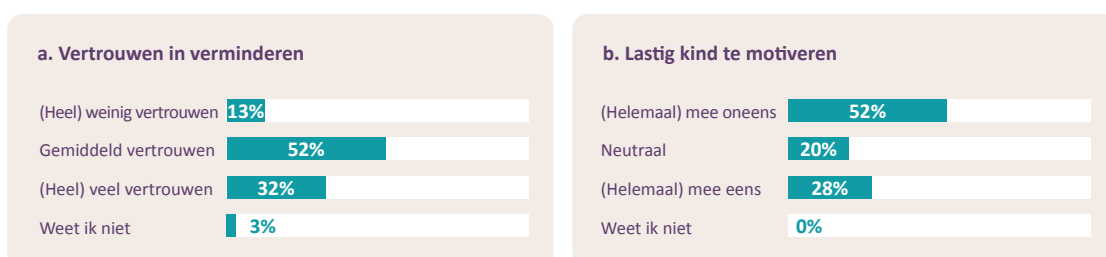 a. Vertrouwen in verminderen
(Heel) weinig vertrouwen 13%
Gemiddeld vertrouwen 52%
(Heel) veel vertrouwen 32%
Weet ik niet 3%
b. Lastig kind te motiveren
(Helemaal) mee oneens 52%
Neutraal 20%
(Helemaal) mee eens 28%
Weet ik niet 0%